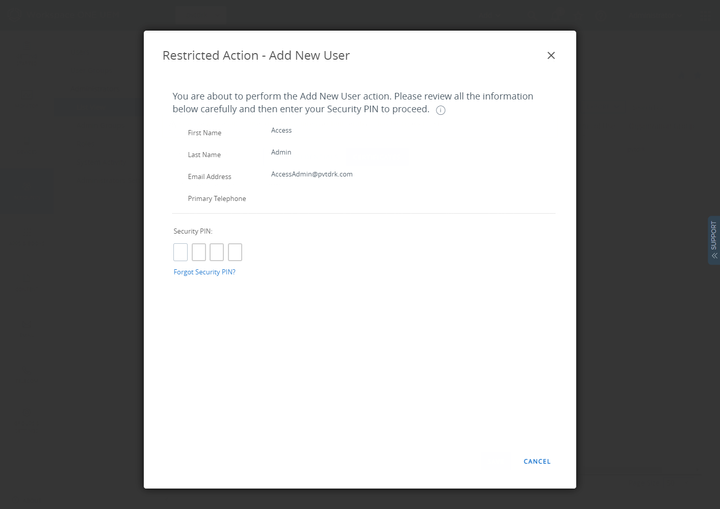 Restricted Action - Add New User
You are about to perform the Add New User action. Please review all the information
below carefully and then enter your Security PIN to proceed.
First Name Access
Last Name Admin
Email Address AccessAdmin@pvtdrk.com
Primary Telephone
Security PIN:
Forgot Security PIN?
CANCEL
SUPPORT